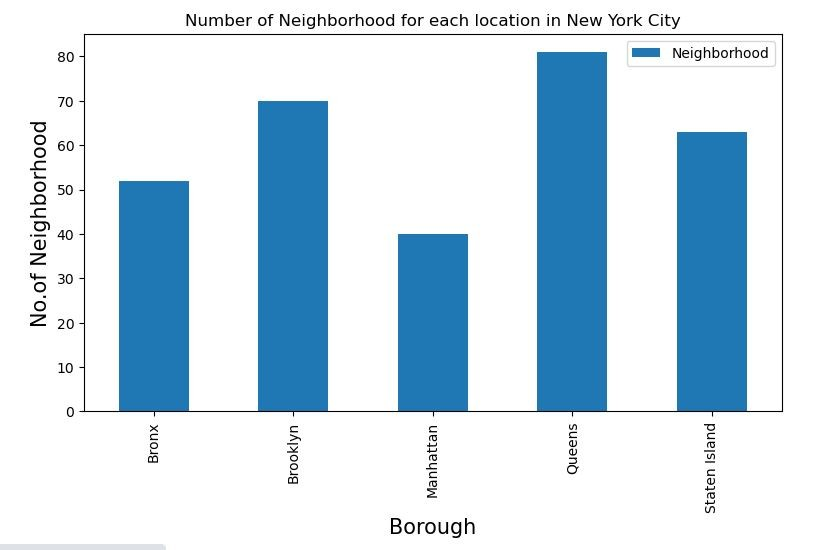 Number of Neighborhood for each location in New York City
Neighborhood
No.of Neighborhood
80
70
60
50
40
30
20
10
0
Bronx
Brooklyn
Manhattan
Queens
Staten Island
Borough